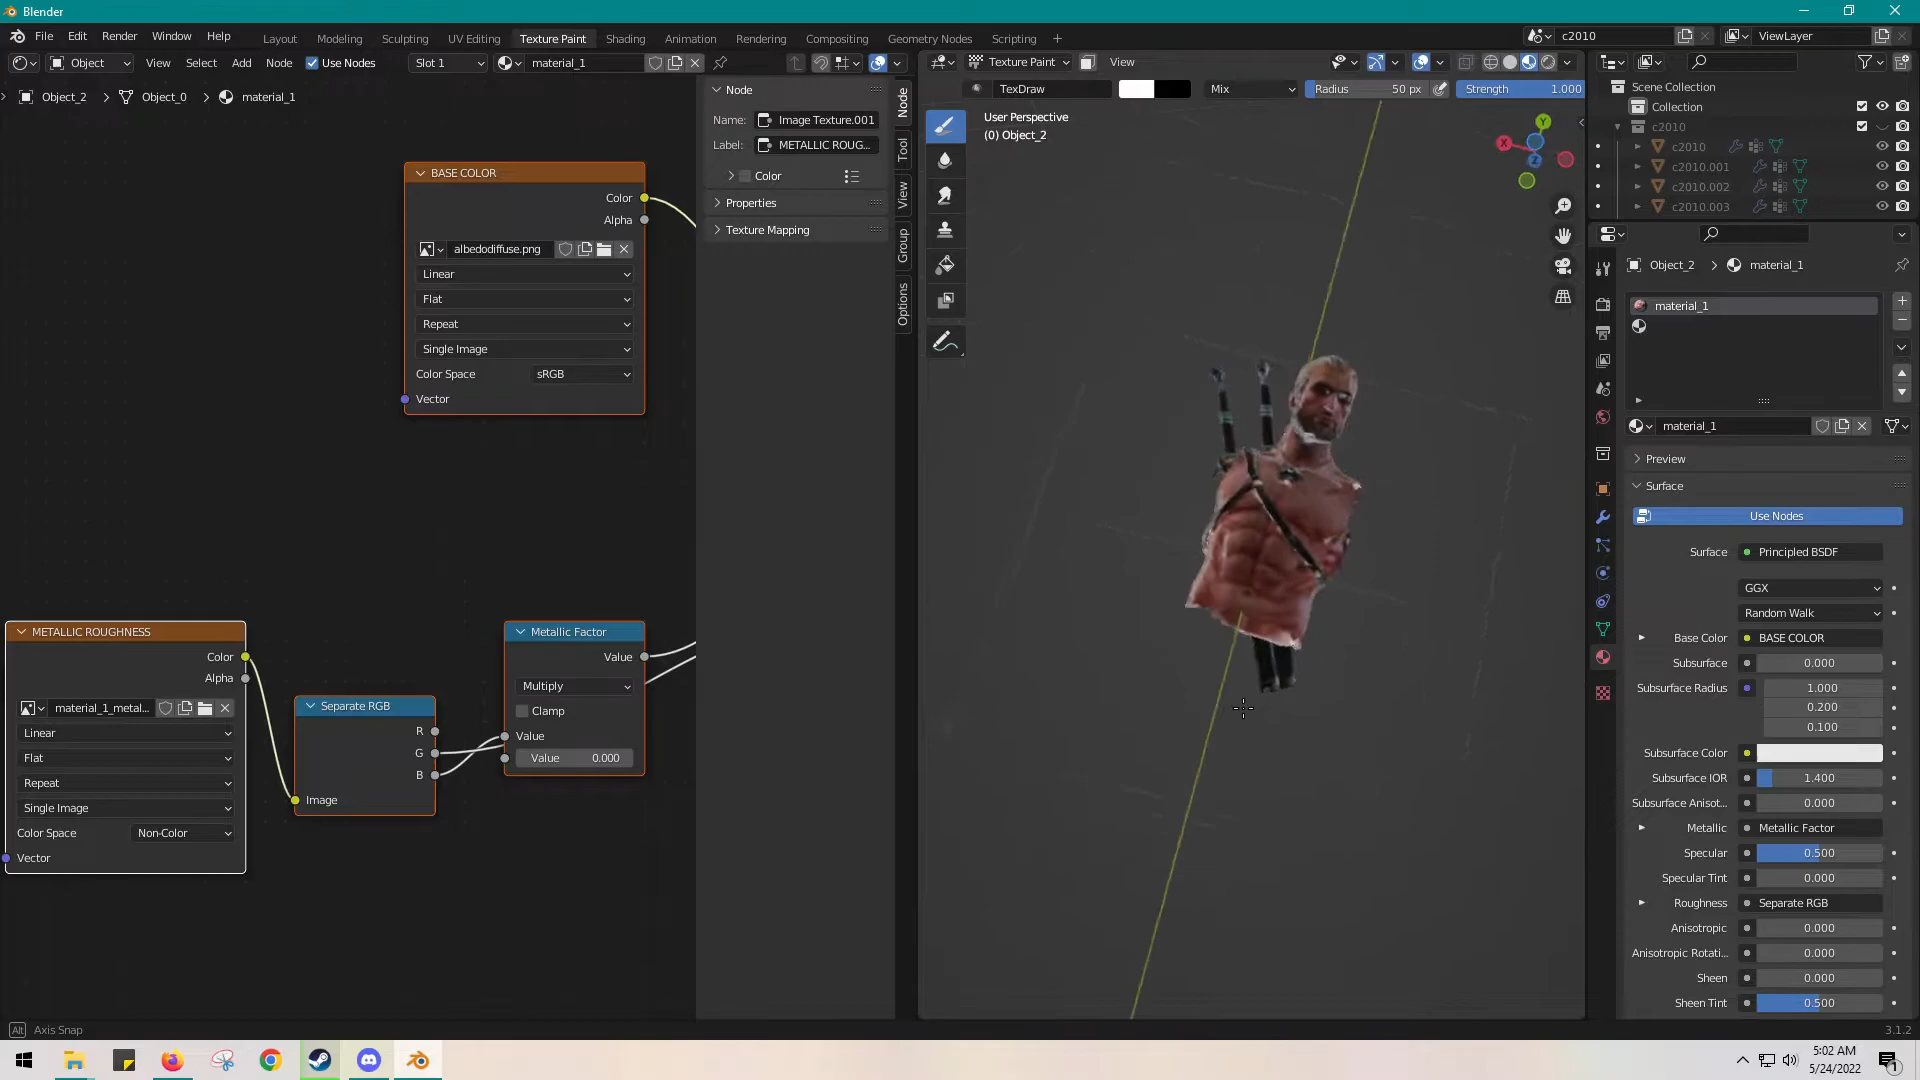 Blender
File Edit Render Window Help
Layout Modeling Sculpting UV Editing Texture Paint Shading Animation Rendering Compositing Geometry Nodes Scripting +
c2010 ViewLayer
Object View Select Add Node Use Nodes Slot 1 material_1
Texture Paint View
Object_2 > Object_0 > material_1
TexDraw Mix Radius 50 px Strength 1.000
User Perspective
(0) Object_2
Node
Name: Image Texture.001
Label: METALLIC ROUG...
Color
Properties
Texture Mapping
Node
Tool
View
Group
Options
BASE COLOR
Color
Alpha
albedodiffuse.png
Linear
Flat
Repeat
Single Image
Color Space sRGB
Vector
METALLIC ROUGHNESS
Color
Alpha
material_1_metal...
Linear
Flat
Repeat
Single Image
Color Space Non-Color
Vector
Separate RGB
R
G
B
Image
Metallic Factor
Value
Multiply
Clamp
Value
Value 0.000
X
Y
Z
Scene Collection
Collection
c2010
c2010
c2010.001
c2010.002
c2010.003
Object_2 > material_1
material_1
material_1
Preview
Surface
Use Nodes
Surface Principled BSDF
GGX
Random Walk
Base Color BASE COLOR
Subsurface 0.000
Subsurface Radius 1.000
0.200
0.100
Subsurface Color
Subsurface IOR 1.400
Subsurface Anisot... 0.000
Metallic Metallic Factor
Specular 0.500
Specular Tint 0.000
Roughness Separate RGB
Anisotropic 0.000
Anisotropic Rotati... 0.000
Sheen 0.000
Sheen Tint 0.500
Alt Axis Snap
3.1.2
5:02 AM
5/24/2022
1